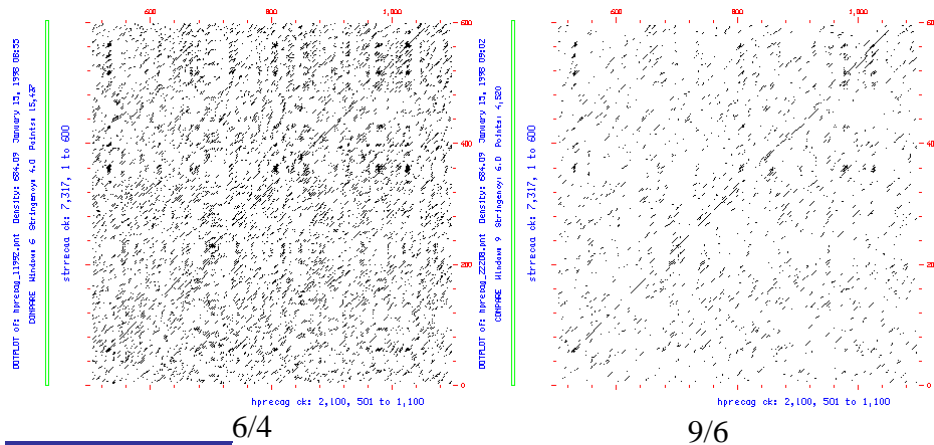 600
800
1,000
600
400
200
0
DOTPLOT of: hprecag_11992.pnt Density: 684.09 January 15, 1998 08:55
COMPARE Window: 6 Stringency: 4.0 Points: 15,437
strrecag ck: 7,317, 1 to 600
hprecag ck: 2,100, 501 to 1,100
6/4
600
800
1,000
400
200
0
DOTPLOT of: hprecag_22208.pnt Density: 684.09 January 15, 1998 09:02
COMPARE Window: 9 Stringency: 6.0 Points: 4,520
strrecag ck: 7,317, 1 to 600
hprecag ck: 2,100, 501 to 1,100
9/6